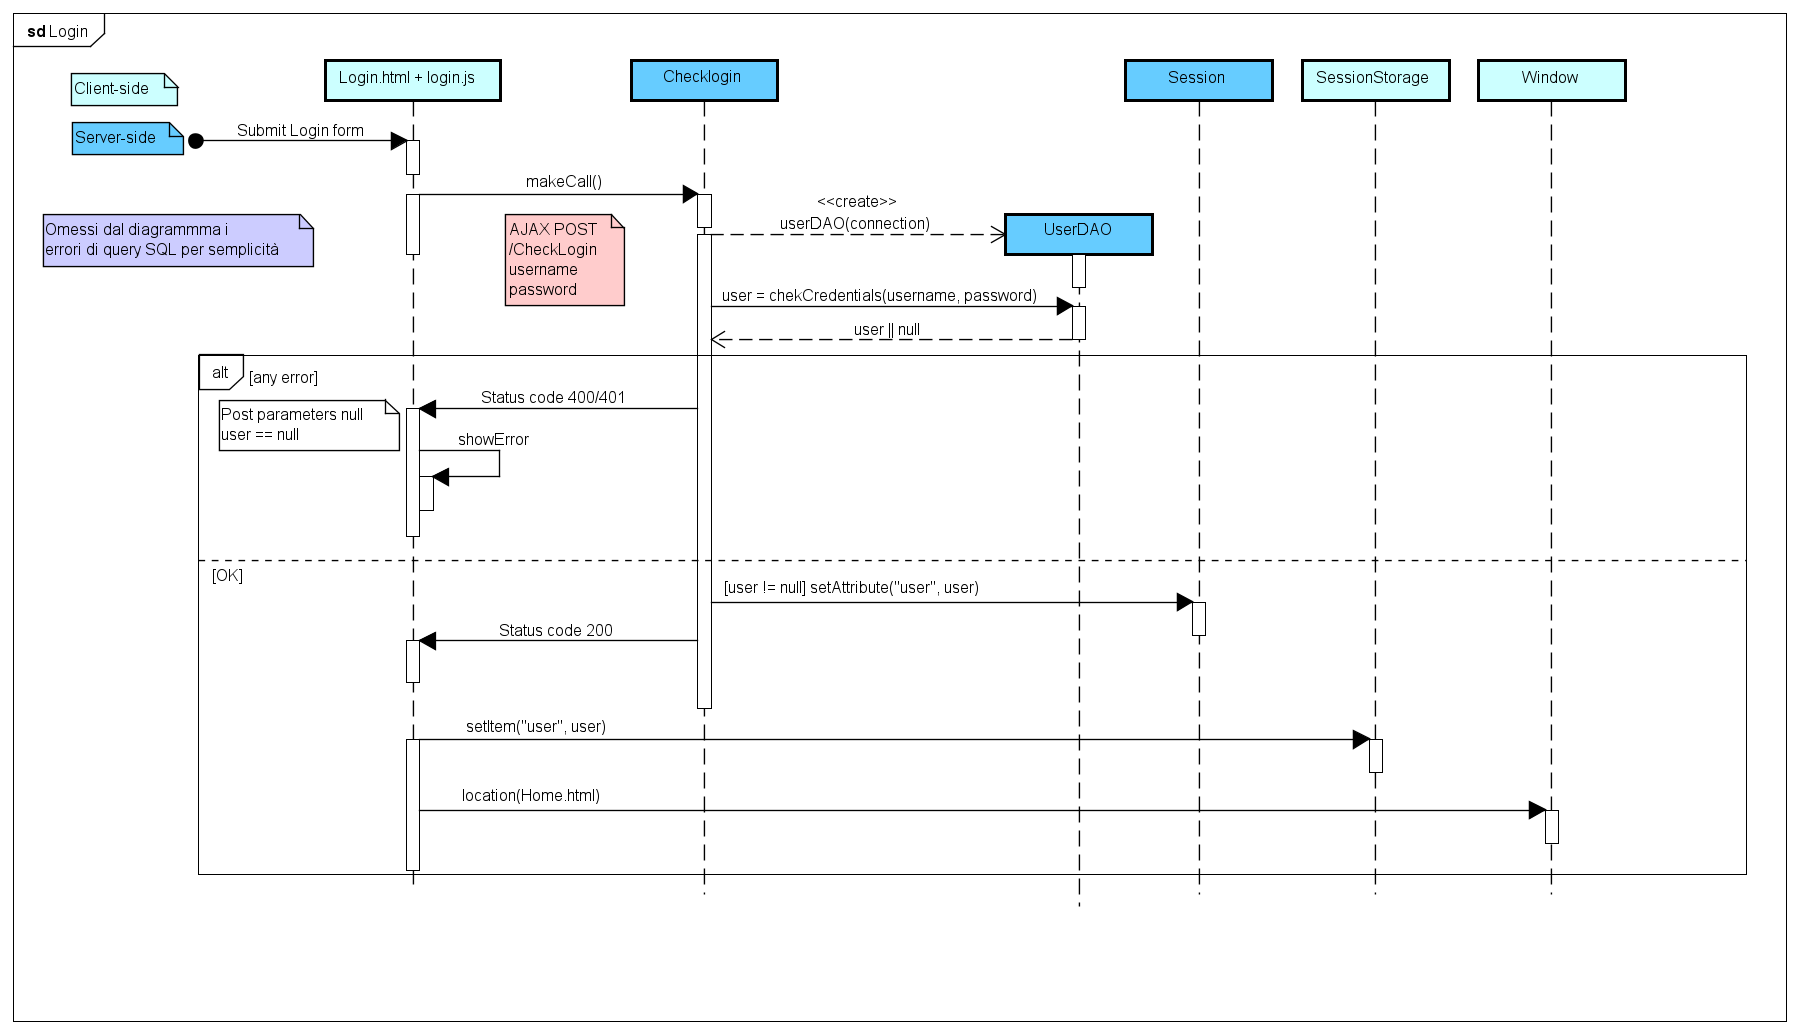 sd Login
Client-side
Login.html + login.js
Checklogin
Session
SessionStorage
Window
Server-side
Submit Login form
makeCall()
<<create>>
userDAO(connection)
UserDAO
Omessi dal diagrammma i
errori di query SQL per semplicità
AJAX POST
/CheckLogin
username
password
user = chekCredentials(username, password)
user || null
alt
[any error]
Status code 400/401
Post parameters null
user == null
showError
[OK]
[user != null] setAttribute("user", user)
Status code 200
setItem("user", user)
location(Home.html)